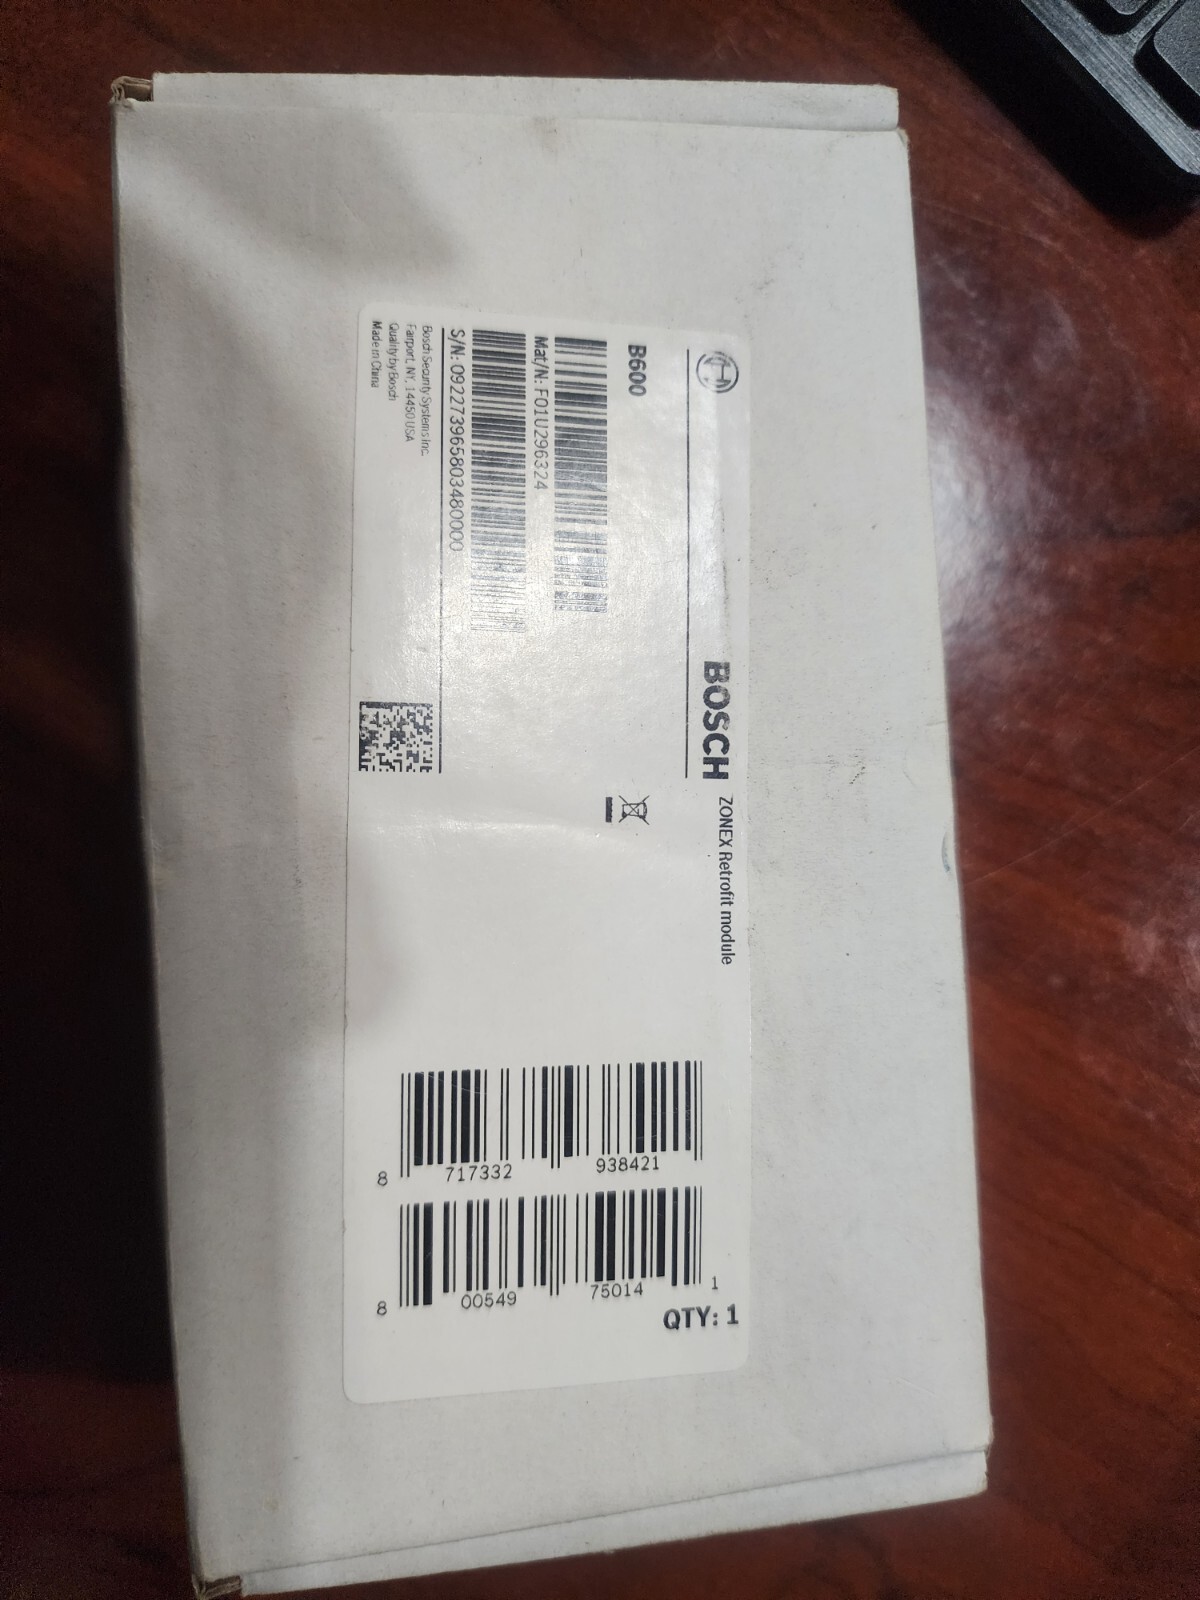 BOSCH
B600
Mat/N: F01U296324
S/N: 092273965803480000
Bosch Security Systems Inc.
Fairport, NY, 14450 USA
Quality by Bosch
Made in China
ZONEX Retrofit module
8 717332 938421
8 00549 75014 1
QTY: 1